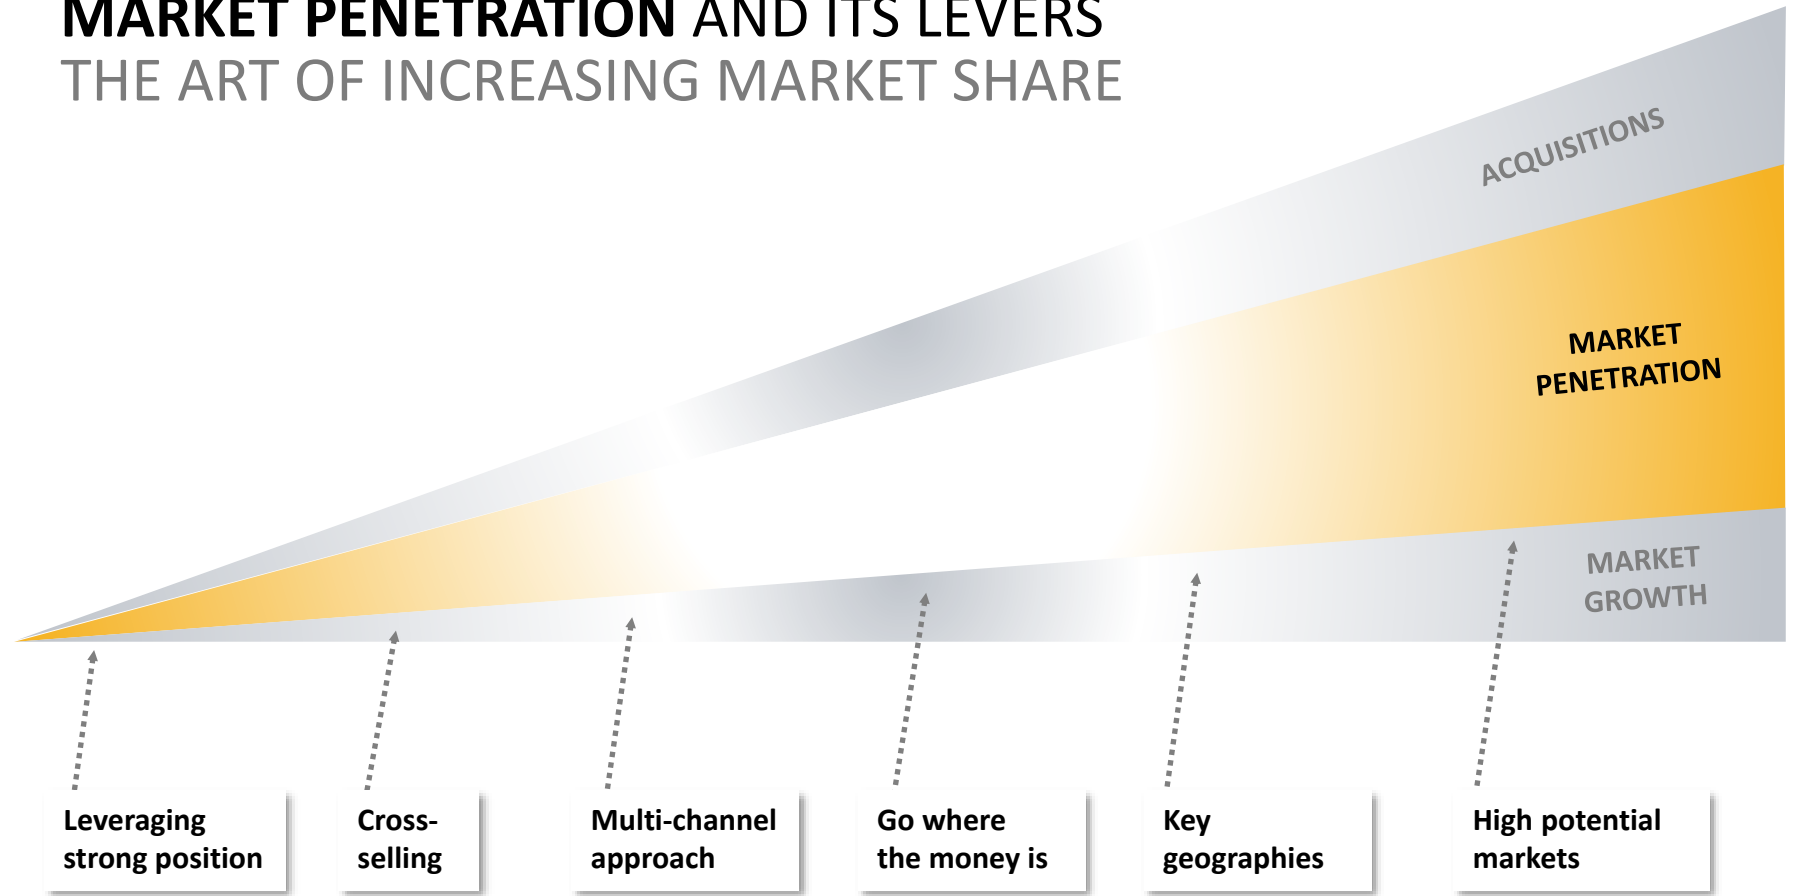 MARKET PENETRATION AND ITS LEVERS
THE ART OF INCREASING MARKET SHARE
ACQUISITIONS
MARKET
PENETRATION
MARKET
GROWTH
Leveraging
strong position
Cross-
selling
Multi-channel
approach
Go where
the money is
Key
geographies
High potential
markets